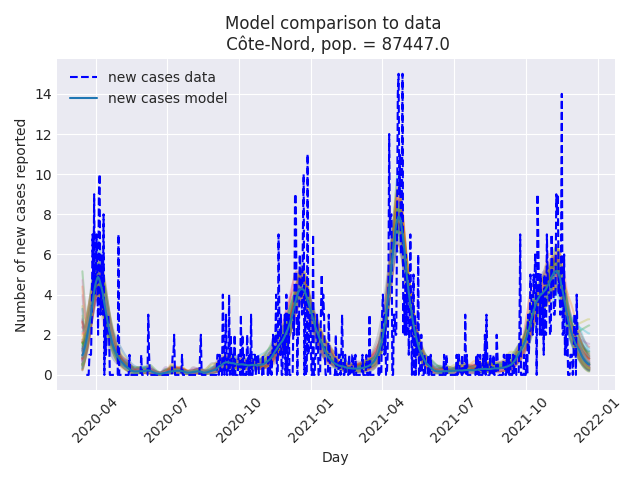 Model comparison to data
Côte-Nord, pop. = 87447.0
new cases data
new cases model
Number of new cases reported
14
12
10
8
6
4
2
0
2020-04
2020-07
2020-10
2021-01
2021-04
2021-07
2021-10
2022-01
Day